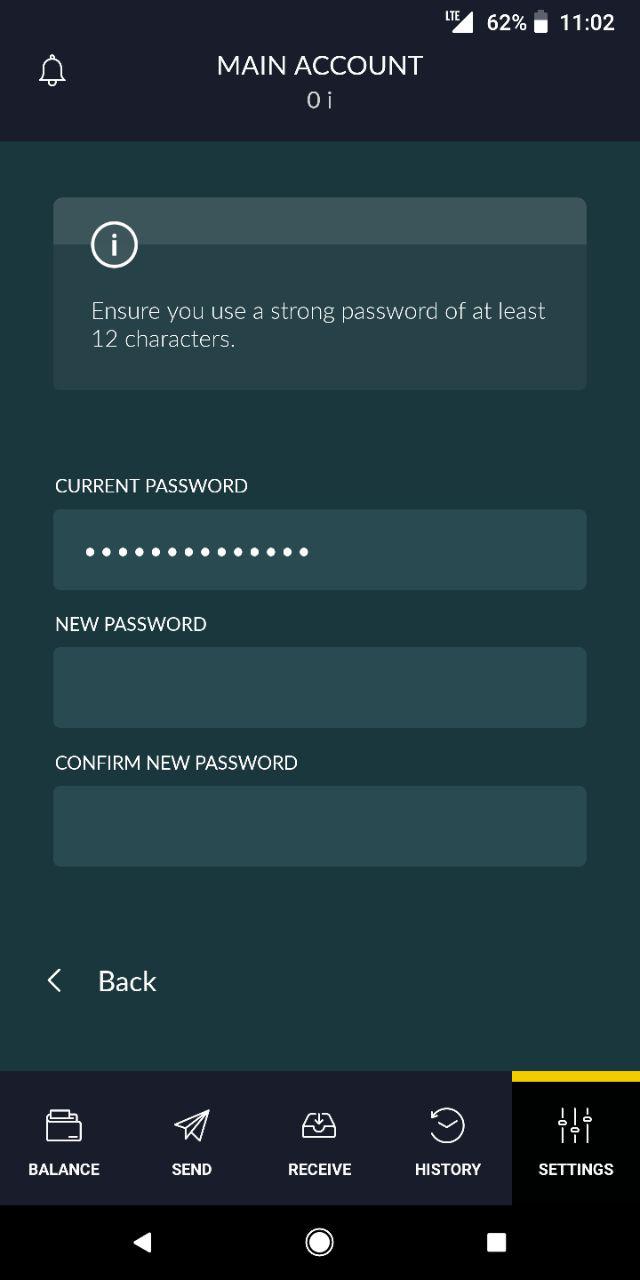 LTE 62% 11:02
MAIN ACCOUNT
0 i
i
Ensure you use a strong password of at least
12 characters.
CURRENT PASSWORD
••••••••••••••
NEW PASSWORD
CONFIRM NEW PASSWORD
Back
BALANCE SEND RECEIVE HISTORY SETTINGS